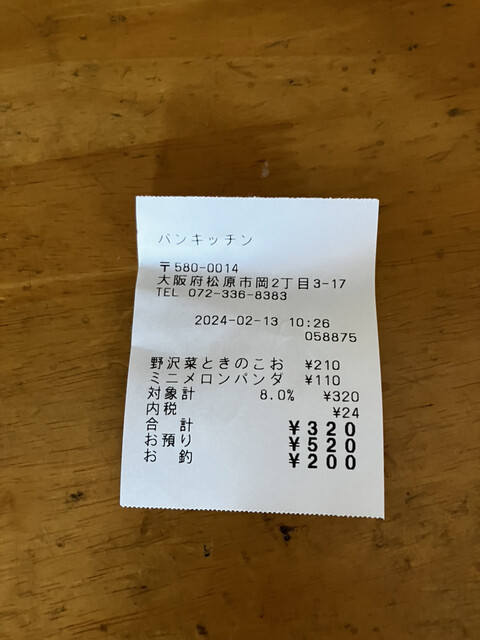 パンキッチン
〒580-0014
大阪府松原市岡2丁目3-17
TEL 072-336-8383
2024-02-13 10:26
058875
野沢菜ときのこお ¥210
ミニメロンパンダ ¥110
対象計 8.0% ¥320
内税 ¥24
合 計 ¥320
お預り ¥520
お 釣 ¥200